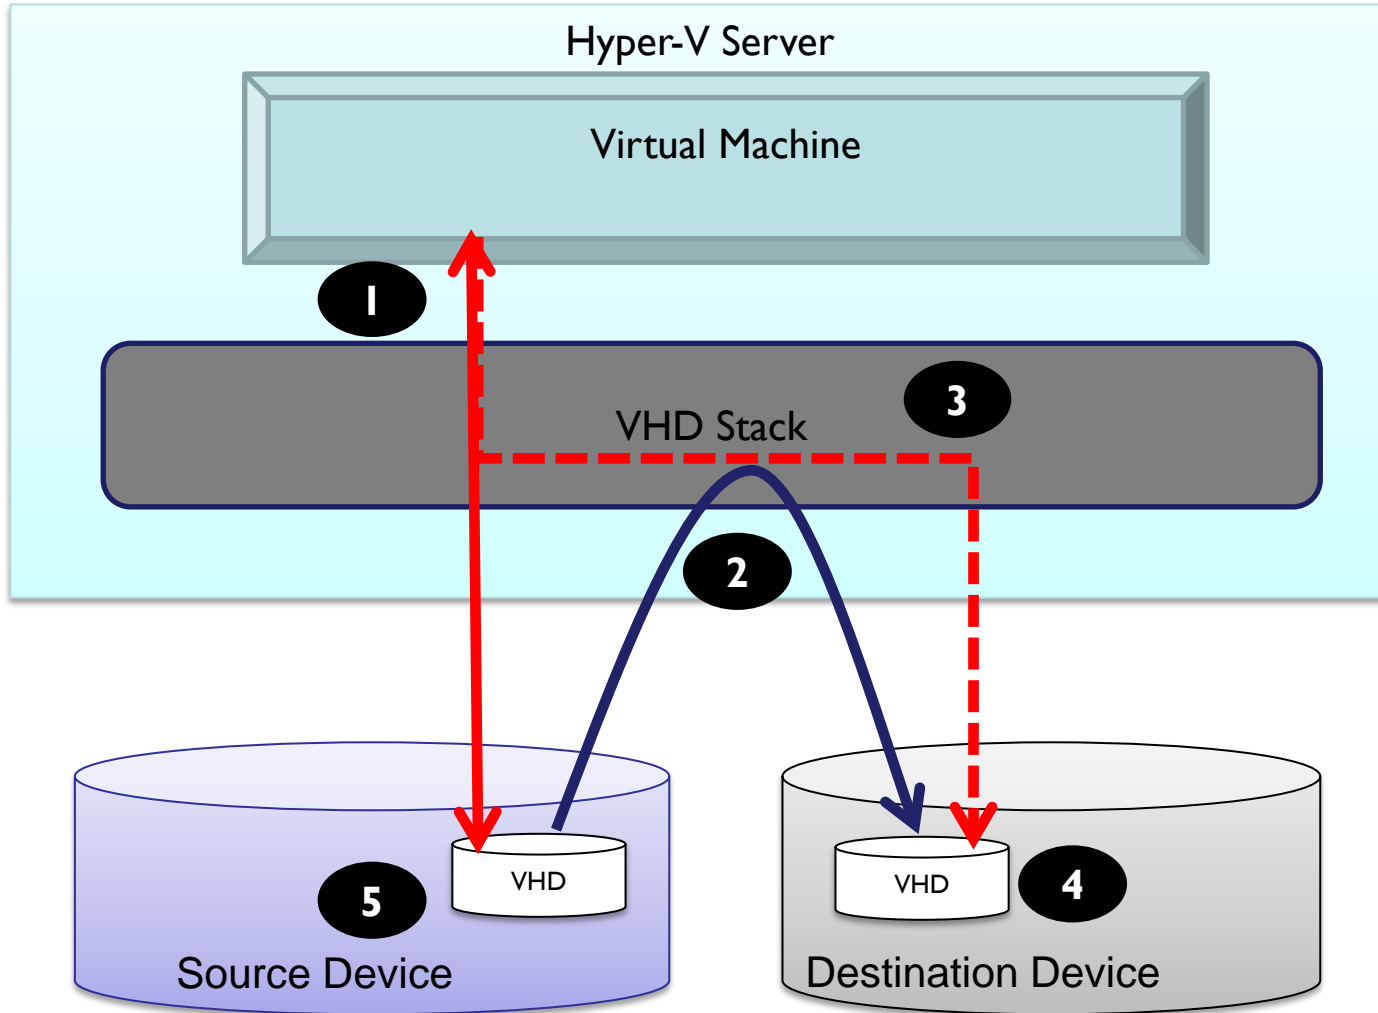 Hyper-V Server
Virtual Machine
1
3
VHD Stack
2
VHD
VHD
4
5
Source Device
Destination Device